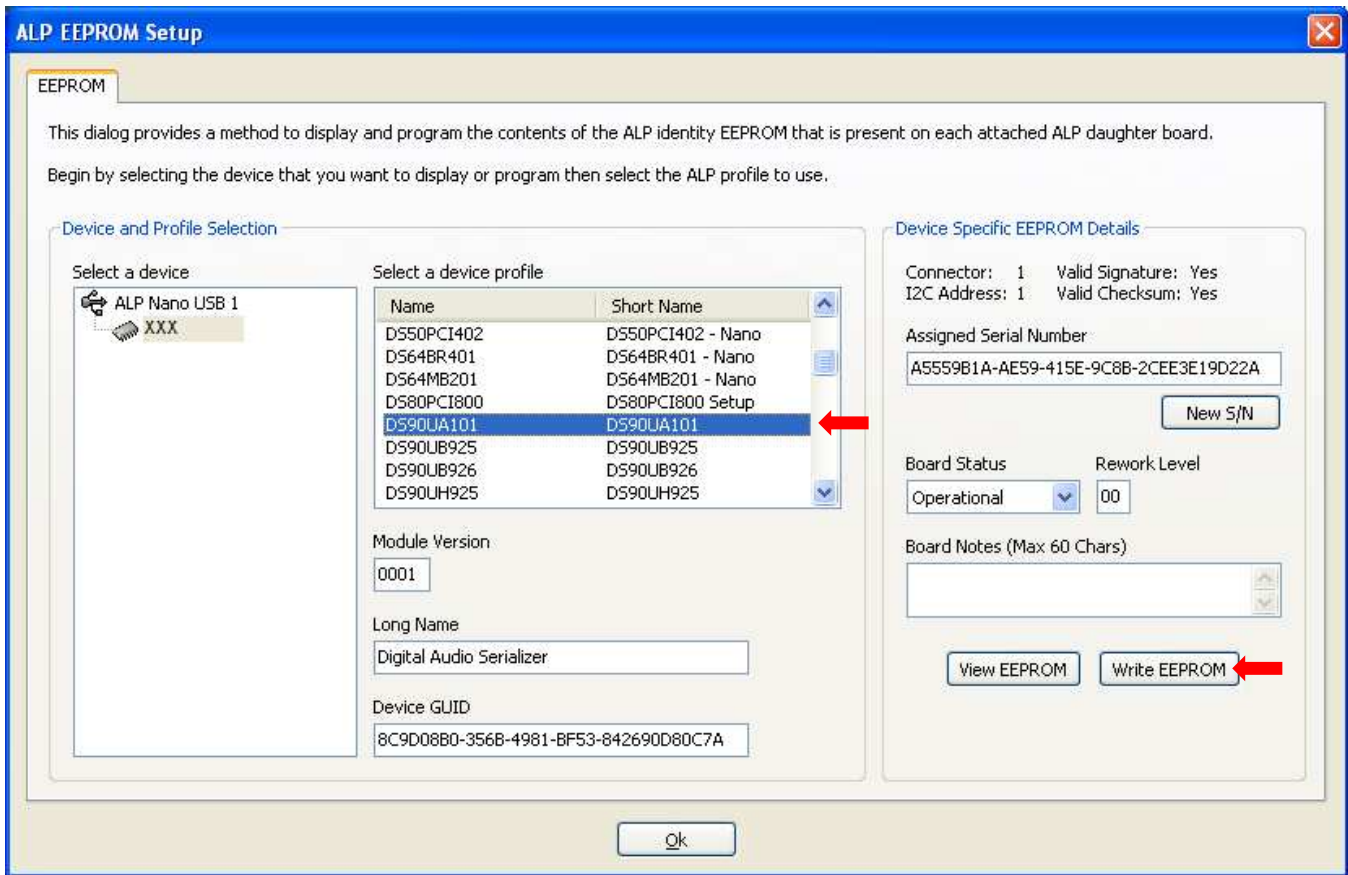 ALP EEPROM Setup
EEPROM
This dialog provides a method to display and program the contents of the ALP identity EEPROM that is present on each attached ALP daughter board.
Begin by selecting the device that you want to display or program then select the ALP profile to use.
Device and Profile Selection
Select a device
ALP Nano USB 1
XXX
Select a device profile
Name Short Name
DS50PCI402 DS50PCI402 - Nano
DS64BR401 DS64BR401 - Nano
DS64MB201 DS64MB201 - Nano
DS80PCI800 DS80PCI800 Setup
DS90UA101 DS90UA101
DS90UB925 DS90UB925
DS90UB926 DS90UB926
DS90UH925 DS90UH925
Module Version
0001
Long Name
Digital Audio Serializer
Device GUID
8C9D08B0-356B-4981-BF53-842690D80C7A
Device Specific EEPROM Details
Connector: 1 Valid Signature: Yes
I2C Address: 1 Valid Checksum: Yes
Assigned Serial Number
A5559B1A-AE59-415E-9C8B-2CEE3E19D22A
New S/N
Board Status Rework Level
Operational 00
Board Notes (Max 60 Chars)
View EEPROM Write EEPROM
Ok